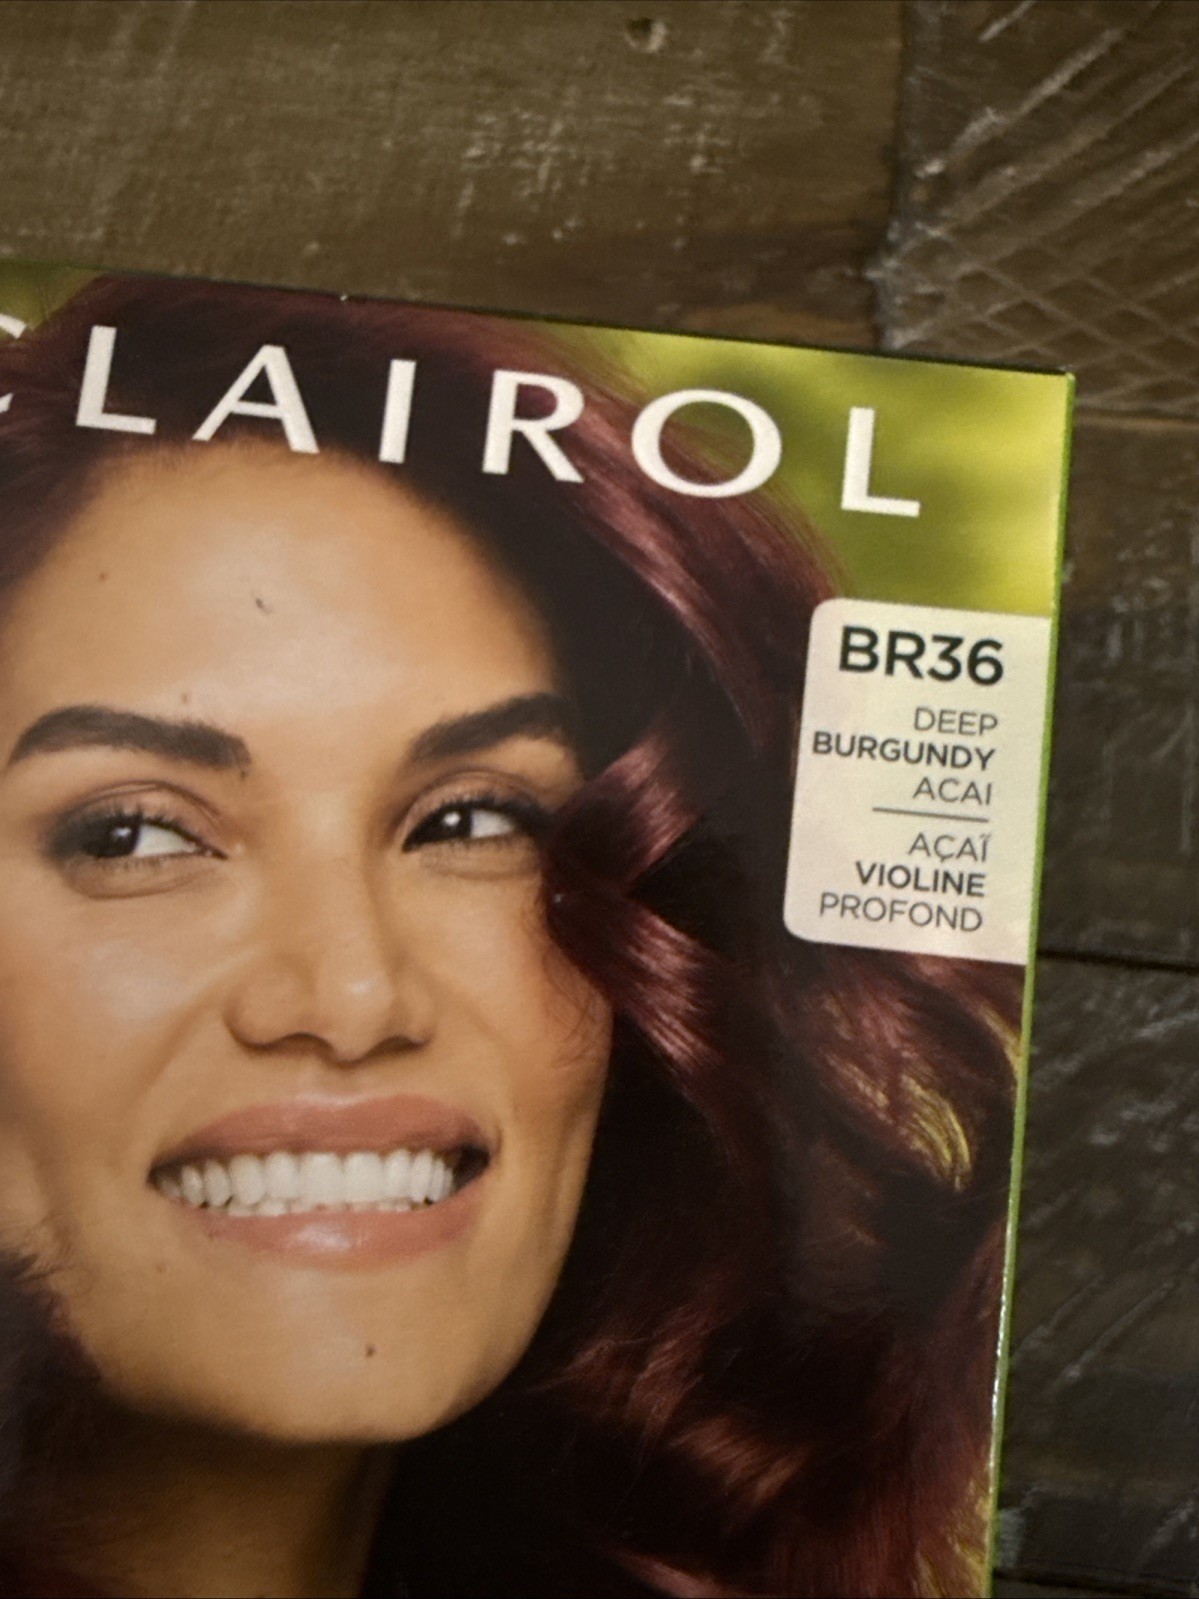 CLAIROL
BR36
DEEP
BURGUNDY
ACAI
AÇAÏ
VIOLINE
PROFOND